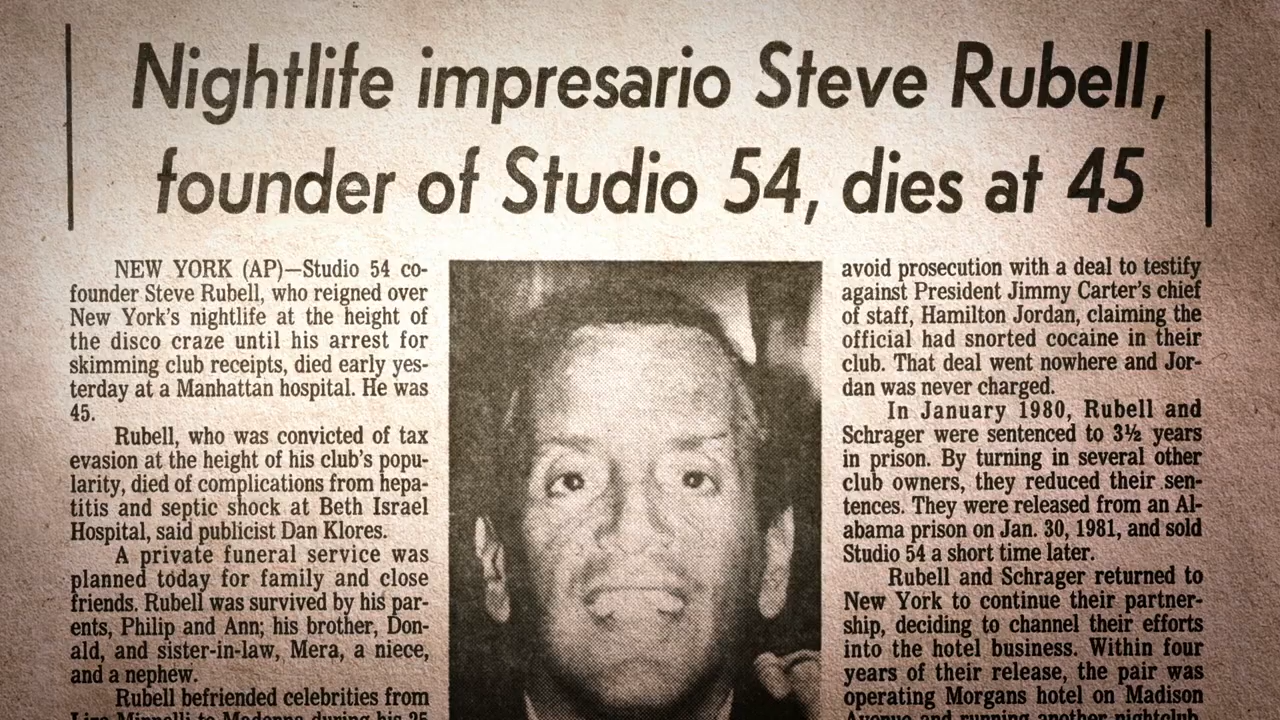 Nightlife impresario Steve Rubell,
founder of Studio 54, dies at 45
NEW YORK (AP)—Studio 54 co-
founder Steve Rubell, who reigned over
New York's nightlife at the height of
the disco craze until his arrest for
skimming club receipts, died early yes-
terday at a Manhattan hospital. He was
45.
Rubell, who was convicted of tax
evasion at the height of his club's popu-
larity, died of complications from hepa-
titis and septic shock at Beth Israel
Hospital, said publicist Dan Klores.
A private funeral service was
planned today for family and close
friends. Rubell was survived by his par-
ents, Philip and Ann; his brother, Don-
ald, and sister-in-law, Mera, a niece,
and a nephew.
Rubell befriended celebrities from
Liza Minnelli to Madonna during his 25
avoid prosecution with a deal to testify
against President Jimmy Carter's chief
of staff, Hamilton Jordan, claiming the
official had snorted cocaine in their
club. That deal went nowhere and Jor-
dan was never charged.
In January 1980, Rubell and
Schrager were sentenced to 3½ years
in prison. By turning in several other
club owners, they reduced their sen-
tences. They were released from an Al-
abama prison on Jan. 30, 1981, and sold
Studio 54 a short time later.
Rubell and Schrager returned to
New York to continue their partner-
ship, deciding to channel their efforts
into the hotel business. Within four
years of their release, the pair was
operating Morgans hotel on Madison
Avenue and running another nightclub,